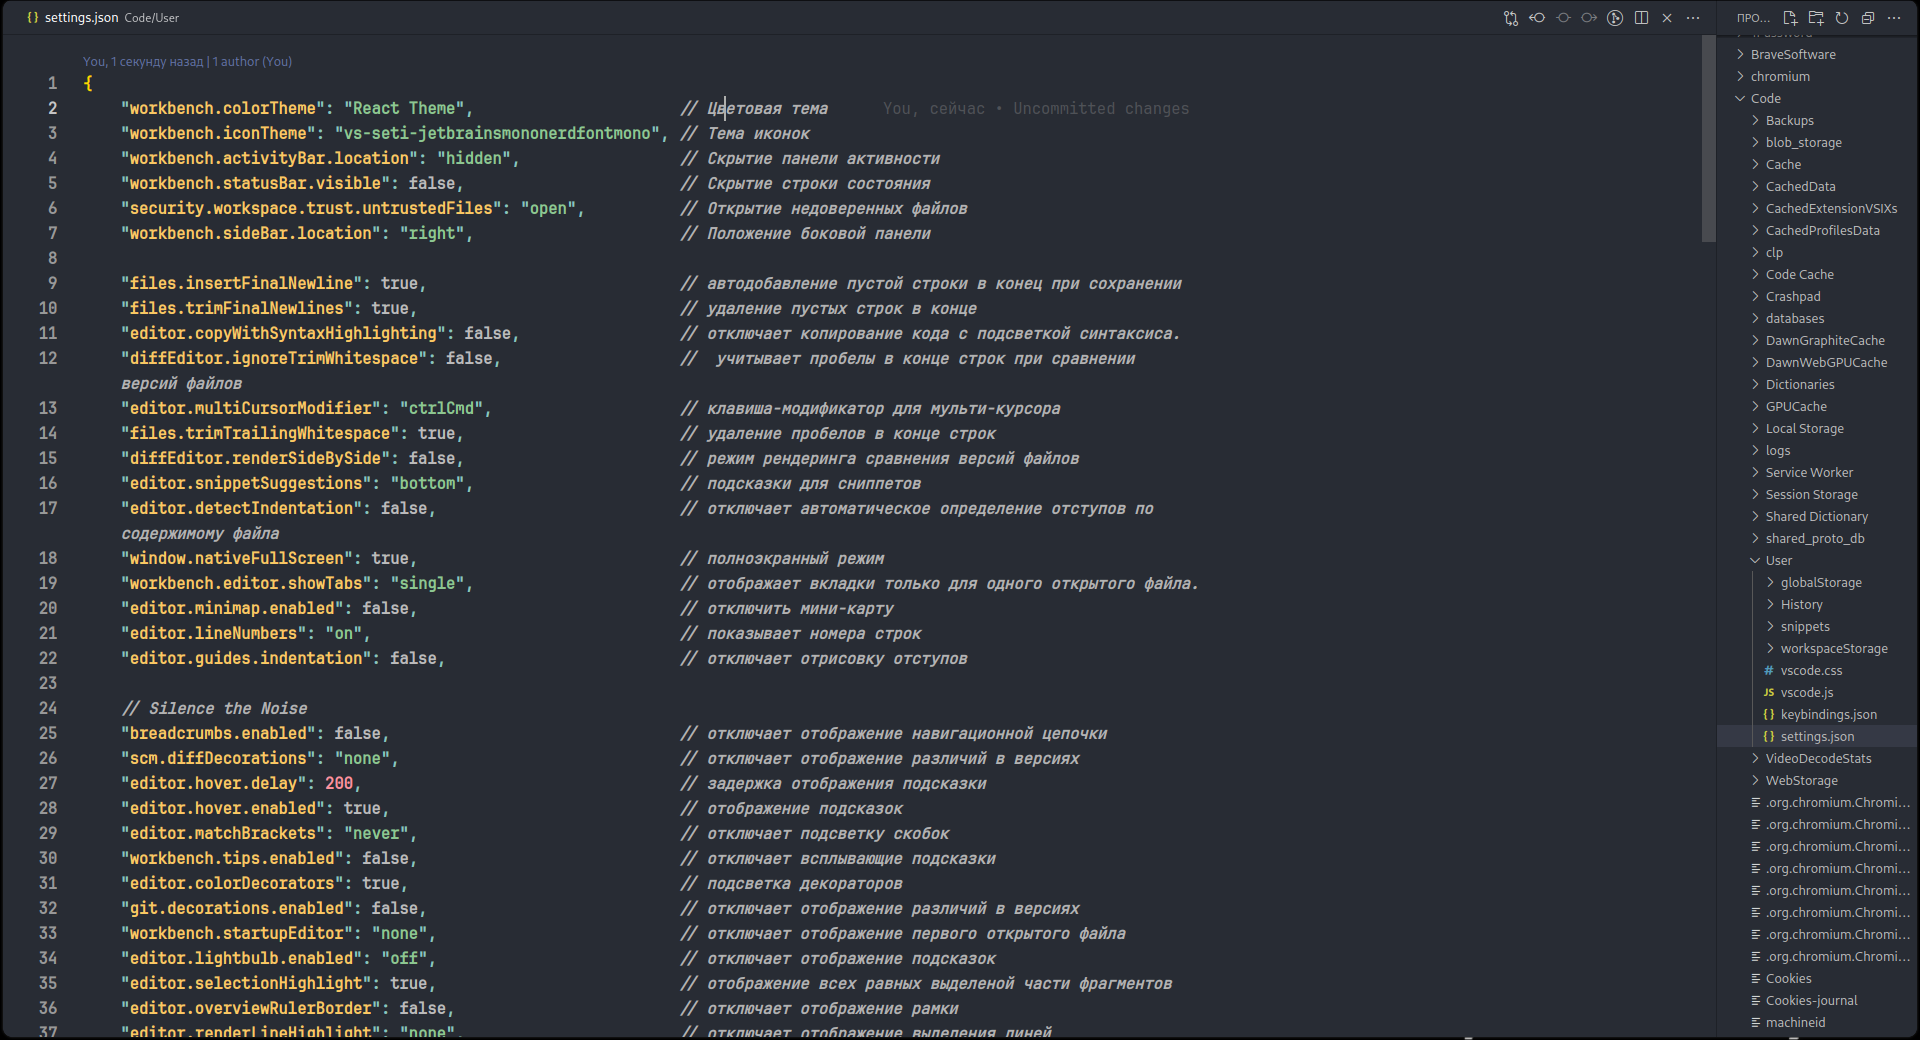 {} settings.json Code/User
You, 1 секунду назад | 1 author (You)
1 {
2 "workbench.colorTheme": "React Theme", // Цветовая тема You, сейчас • Uncommitted changes
3 "workbench.iconTheme": "vs-seti-jetbrainsmononerdfontmono", // Тема иконок
4 "workbench.activityBar.location": "hidden", // Скрытие панели активности
5 "workbench.statusBar.visible": false, // Скрытие строки состояния
6 "security.workspace.trust.untrustedFiles": "open", // Открытие недоверенных файлов
7 "workbench.sideBar.location": "right", // Положение боковой панели
8
9 "files.insertFinalNewline": true, // автодобавление пустой строки в конец при сохранении
10 "files.trimFinalNewlines": true, // удаление пустых строк в конце
11 "editor.copyWithSyntaxHighlighting": false, // отключает копирование кода с подсветкой синтаксиса.
12 "diffEditor.ignoreTrimWhitespace": false, // учитывает пробелы в конце строк при сравнении
версий файлов
13 "editor.multiCursorModifier": "ctrlCmd", // клавиша-модификатор для мульти-курсора
14 "files.trimTrailingWhitespace": true, // удаление пробелов в конце строк
15 "diffEditor.renderSideBySide": false, // режим рендеринга сравнения версий файлов
16 "editor.snippetSuggestions": "bottom", // подсказки для сниппетов
17 "editor.detectIndentation": false, // отключает автоматическое определение отступов по
содержимому файла
18 "window.nativeFullScreen": true, // полноэкранный режим
19 "workbench.editor.showTabs": "single", // отображает вкладки только для одного открытого файла.
20 "editor.minimap.enabled": false, // отключить мини-карту
21 "editor.lineNumbers": "on", // показывает номера строк
22 "editor.guides.indentation": false, // отключает отрисовку отступов
23
24 // Silence the Noise
25 "breadcrumbs.enabled": false, // отключает отображение навигационной цепочки
26 "scm.diffDecorations": "none", // отключает отображение различий в версиях
27 "editor.hover.delay": 200, // задержка отображения подсказки
28 "editor.hover.enabled": true, // отображение подсказок
29 "editor.matchBrackets": "never", // отключает подсветку скобок
30 "workbench.tips.enabled": false, // отключает всплывающие подсказки
31 "editor.colorDecorators": true, // подсветка декораторов
32 "git.decorations.enabled": false, // отключает отображение различий в версиях
33 "workbench.startupEditor": "none", // отключает отображение первого открытого файла
34 "editor.lightbulb.enabled": "off", // отключает отображение подсказок
35 "editor.selectionHighlight": true, // отображение всех равных выделеной части фрагментов
36 "editor.overviewRulerBorder": false, // отключает отображение рамки
37 "editor.renderLineHighlight": "none", // отключает отображение выделения линей
ПРО...
BraveSoftware
chromium
Code
Backups
blob_storage
Cache
CachedData
CachedExtensionVSIXs
CachedProfilesData
clp
Code Cache
Crashpad
databases
DawnGraphiteCache
DawnWebGPUCache
Dictionaries
GPUCache
Local Storage
logs
Service Worker
Session Storage
Shared Dictionary
shared_proto_db
User
globalStorage
History
snippets
workspaceStorage
# vscode.css
JS vscode.js
{} keybindings.json
{} settings.json
VideoDecodeStats
WebStorage
.org.chromium.Chromi...
.org.chromium.Chromi...
.org.chromium.Chromi...
.org.chromium.Chromi...
.org.chromium.Chromi...
.org.chromium.Chromi...
.org.chromium.Chromi...
.org.chromium.Chromi...
Cookies
Cookies-journal
machineid